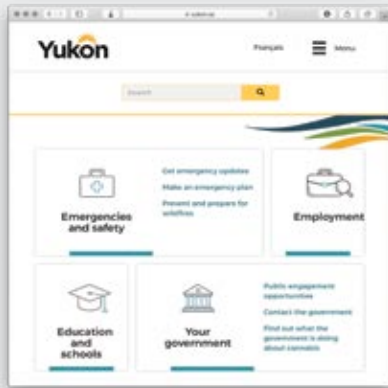 yukon.ca
Yukon
Français
Menu
Search
Get emergency updates
Make an emergency plan
Prevent and prepare for
wildfires
Emergencies
and safety
Employment
Public engagement
opportunities
Contact the government
Find out what the
government is doing
about cannabis
Education
and
schools
Your
government